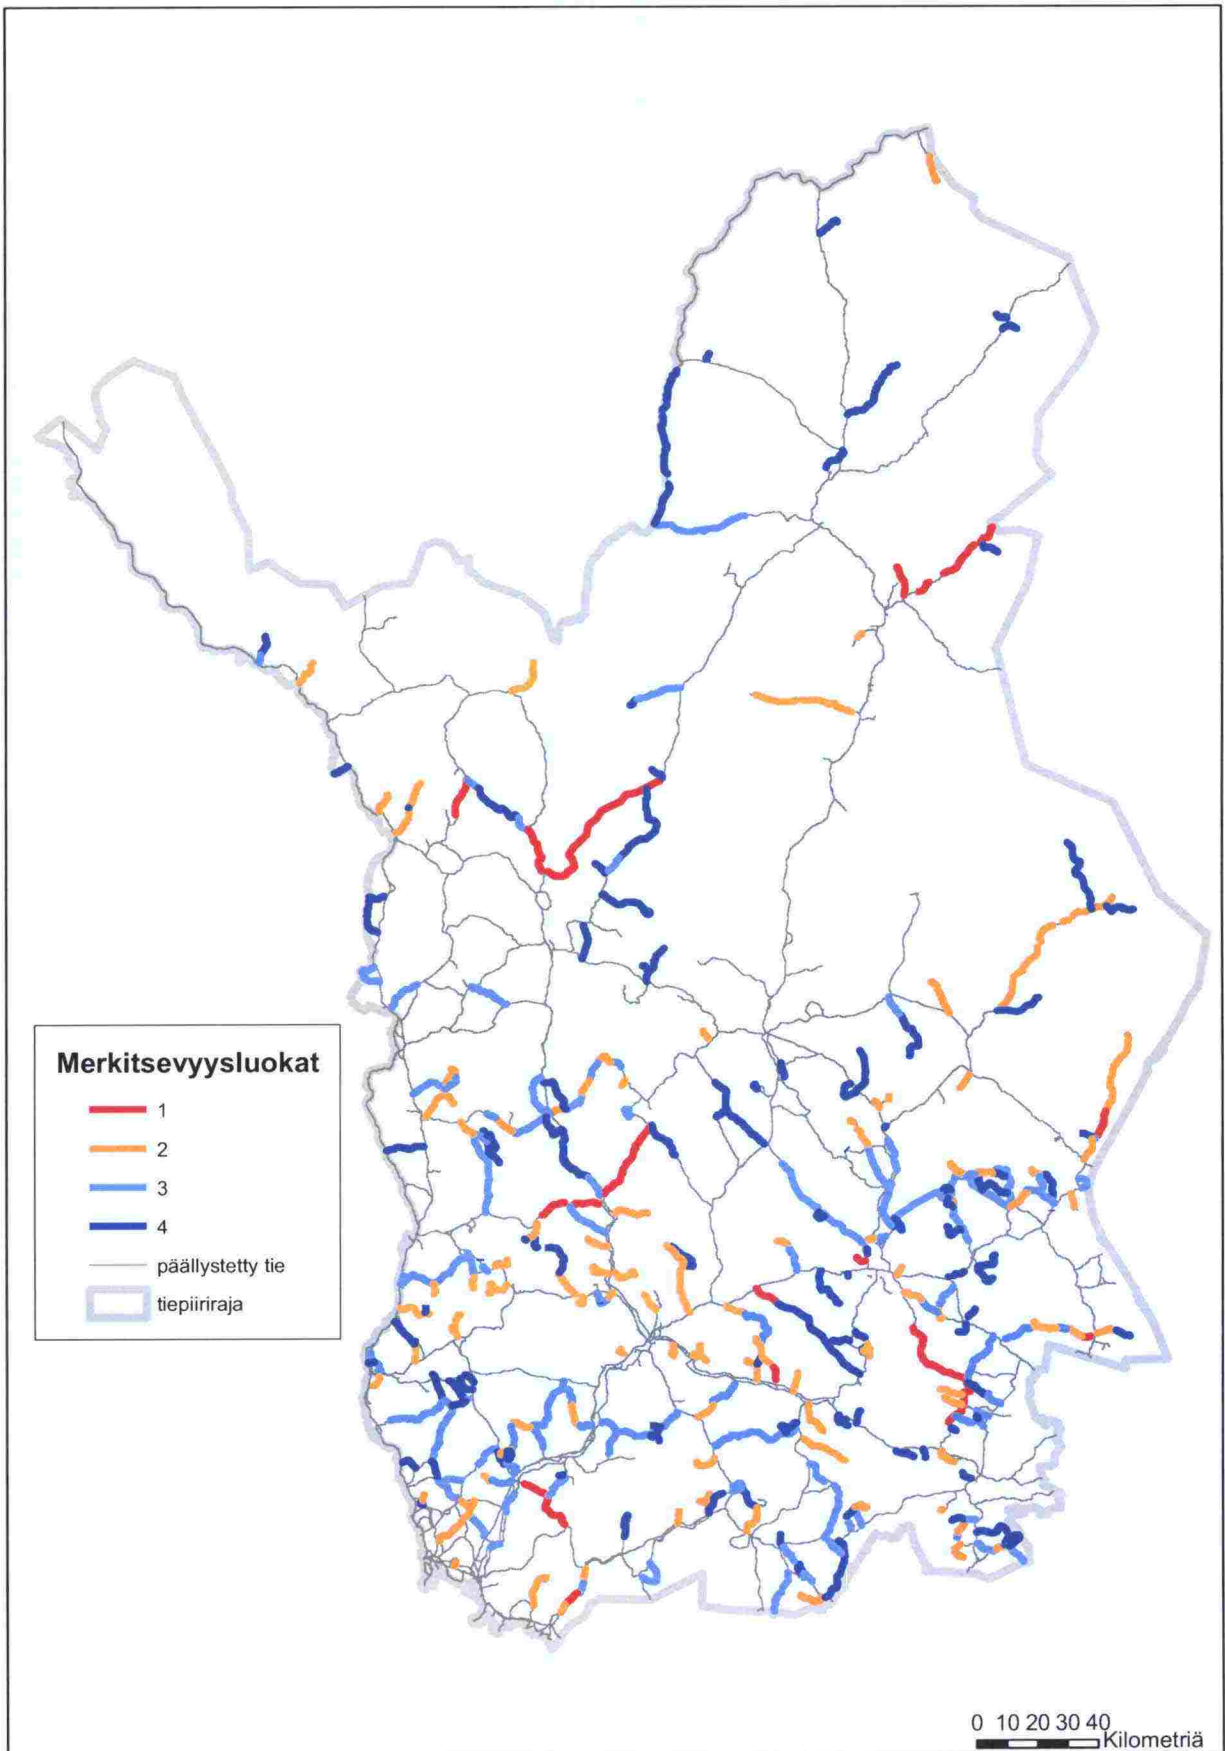 Merkitsevyysluokat
1
2
3
4
päällystetty tie
tiepiiriraja
0 10 20 30 40
Kilometriä